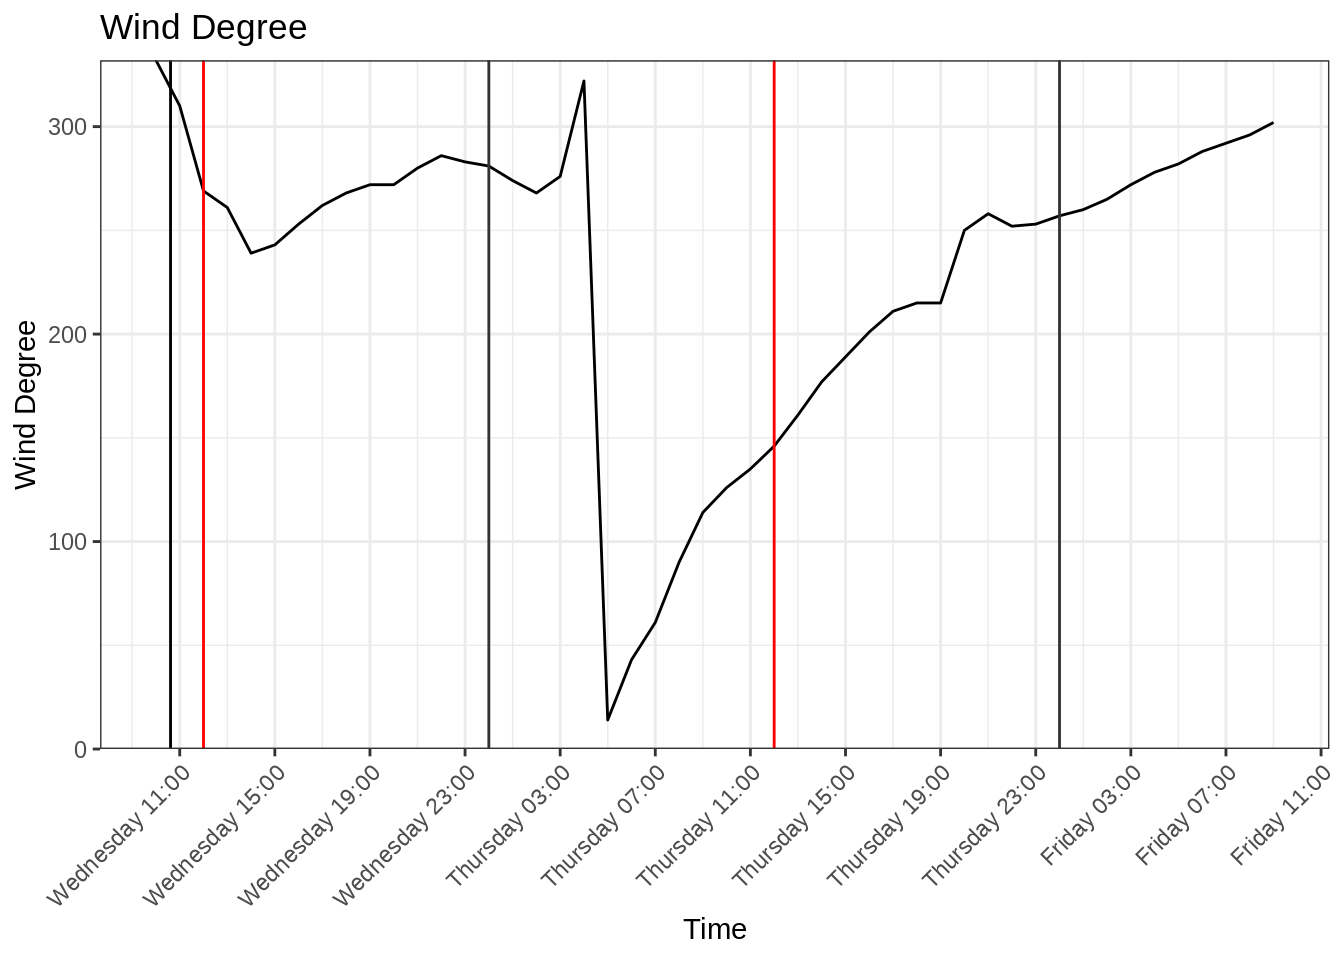 Wind Degree
Wind Degree
300
200
100
0
Wednesday 11:00
Wednesday 15:00
Wednesday 19:00
Wednesday 23:00
Thursday 03:00
Thursday 07:00
Thursday 11:00
Thursday 15:00
Thursday 19:00
Thursday 23:00
Friday 03:00
Friday 07:00
Friday 11:00
Time